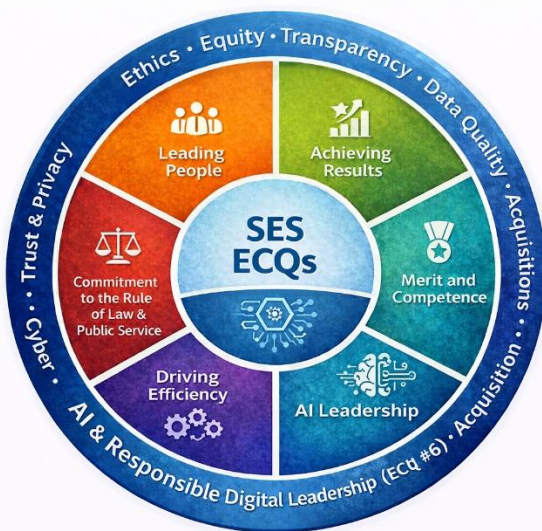 Ethics • Equity • Transparency • Data Quality • Acquisitions • •
Trust & Privacy
Cyber • •
Leading
People
Achieving
Results
SES
ECQs
Commitment
to the Rule
of Law &
Public Service
Merit and
Competence
Driving
Efficiency
AI Leadership
AI & Responsible Digital Leadership (ECQ #6) • Acquisition • •